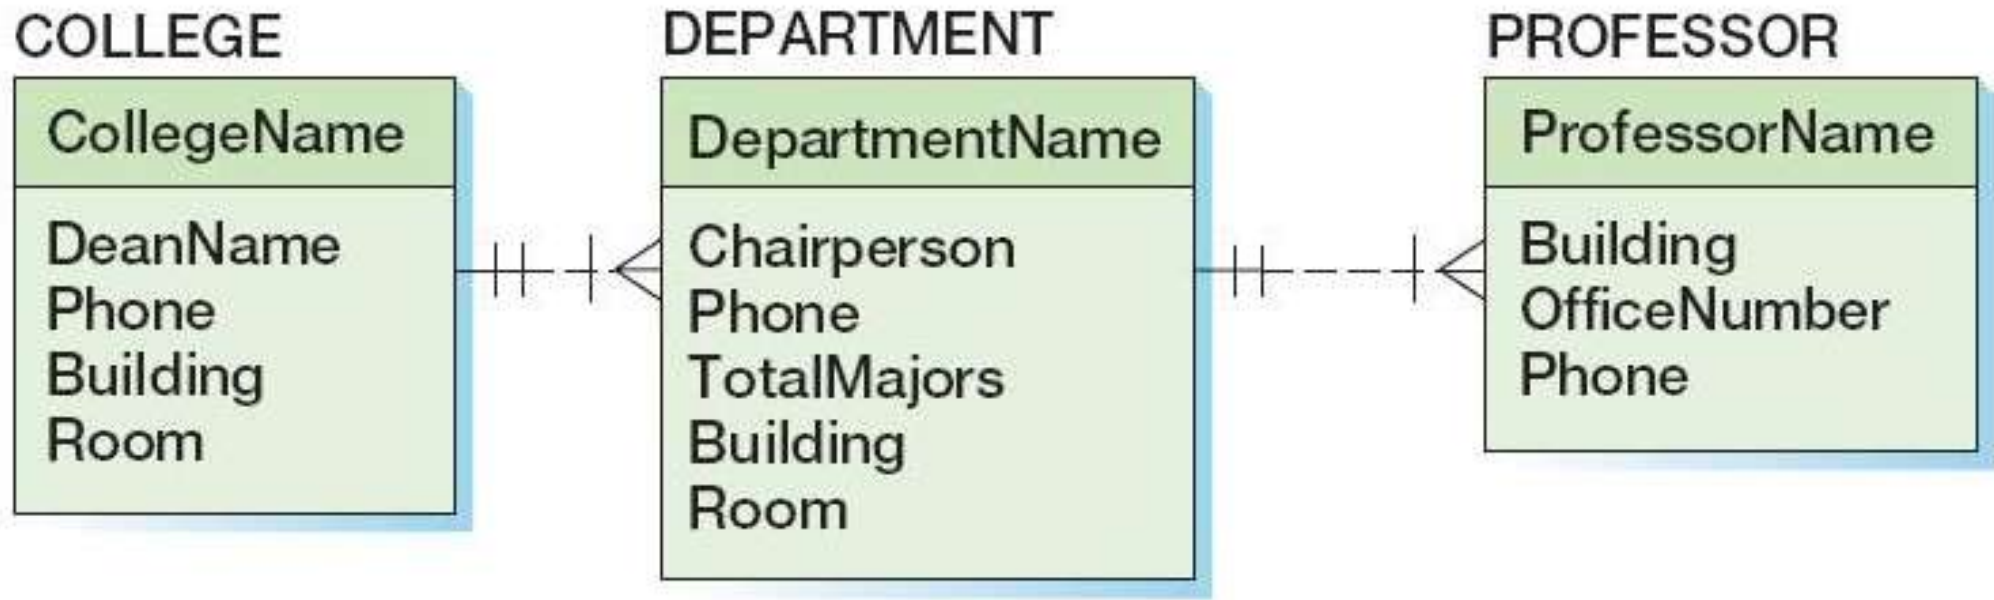 COLLEGE
CollegeName
DeanName
Phone
Building
Room
DEPARTMENT
DepartmentName
Chairperson
Phone
TotalMajors
Building
Room
PROFESSOR
ProfessorName
Building
OfficeNumber
Phone